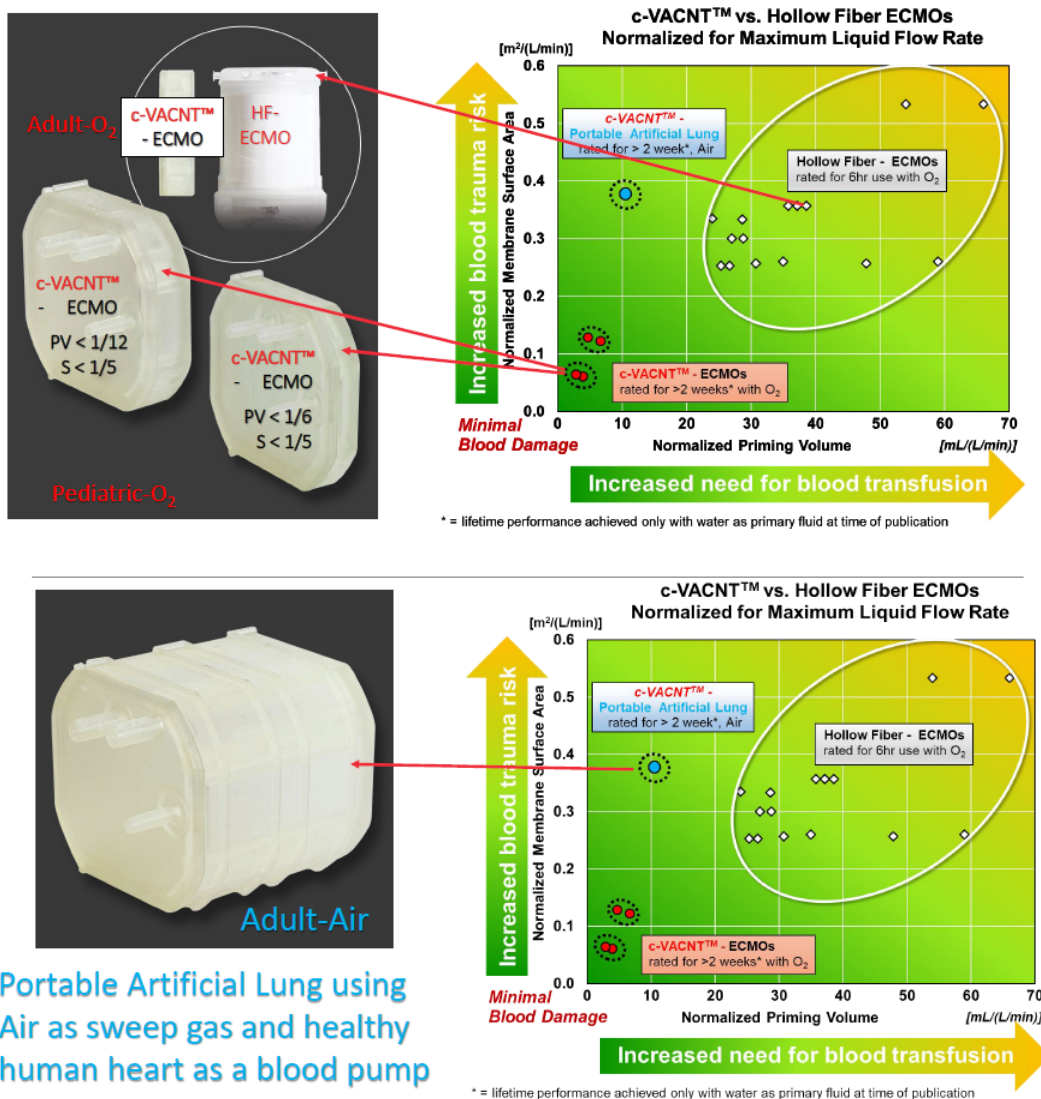 c-VACNT™ vs. Hollow Fiber ECMOs
Normalized for Maximum Liquid Flow Rate
Adult-O₂
c-VACNT™
- ECMO
HF-
ECMO
c-VACNT™
- ECMO
PV < 1/12
S < 1/5
c-VACNT™
- ECMO
PV < 1/6
S < 1/5
Pediatric-O₂
[m²/(L/min)]
Increased blood trauma risk
Normalized Membrane Surface Area
0.6
0.5
0.4
0.3
0.2
0.1
0.0
c-VACNT™ -
Portable Artificial Lung
rated for > 2 week*, Air
Hollow Fiber - ECMOs
rated for 6hr use with O₂
c-VACNT™ - ECMOs
rated for >2 weeks* with O₂
0 10 20 30 40 50 60 70
Minimal
Blood Damage
Normalized Priming Volume
[mL/(L/min)]
Increased need for blood transfusion
* = lifetime performance achieved only with water as primary fluid at time of publication
c-VACNT™ vs. Hollow Fiber ECMOs
Normalized for Maximum Liquid Flow Rate
Adult-Air
Portable Artificial Lung using
Air as sweep gas and healthy
human heart as a blood pump
[m²/(L/min)]
Increased blood trauma risk
Normalized Membrane Surface Area
0.6
0.5
0.4
0.3
0.2
0.1
0.0
c-VACNT™ -
Portable Artificial Lung
rated for > 2 week*, Air
Hollow Fiber - ECMOs
rated for 6hr use with O₂
c-VACNT™ - ECMOs
rated for >2 weeks* with O₂
0 10 20 30 40 50 60 70
Minimal
Blood Damage
Normalized Priming Volume
[mL/(L/min)]
Increased need for blood transfusion
* = lifetime performance achieved only with water as primary fluid at time of publication